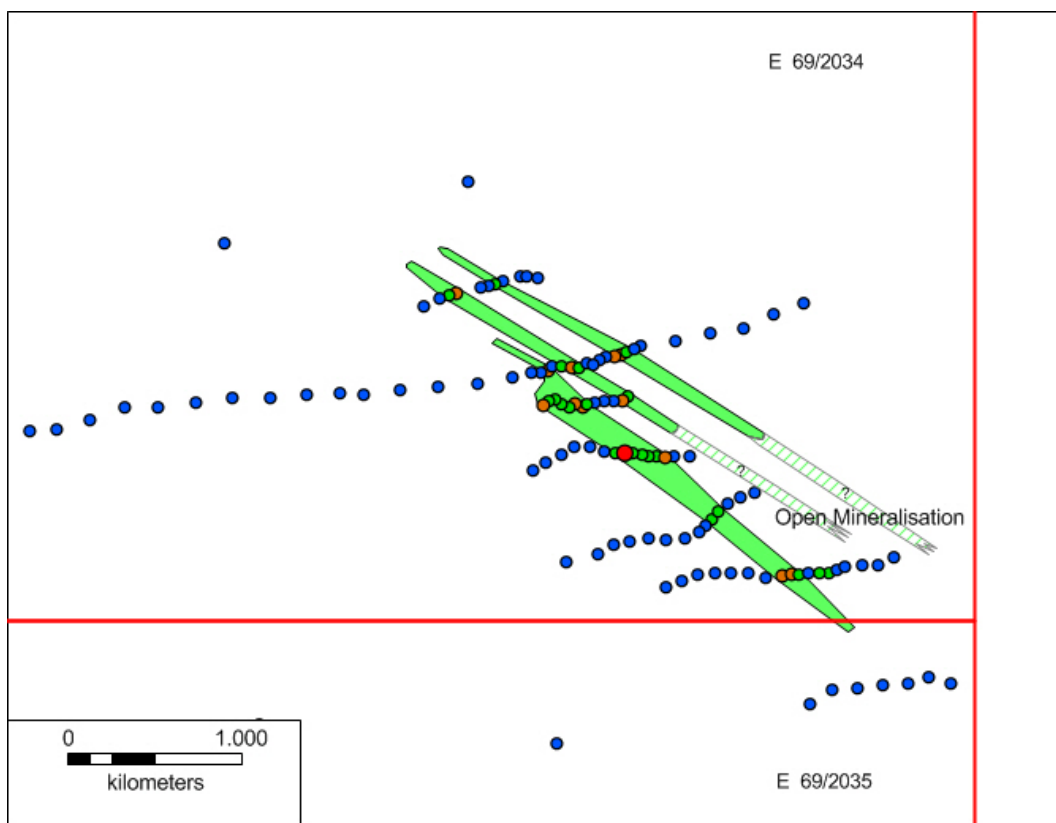 E 69/2034
?
?
Open Mineralisation
0 1.000
kilometers
E 69/2035